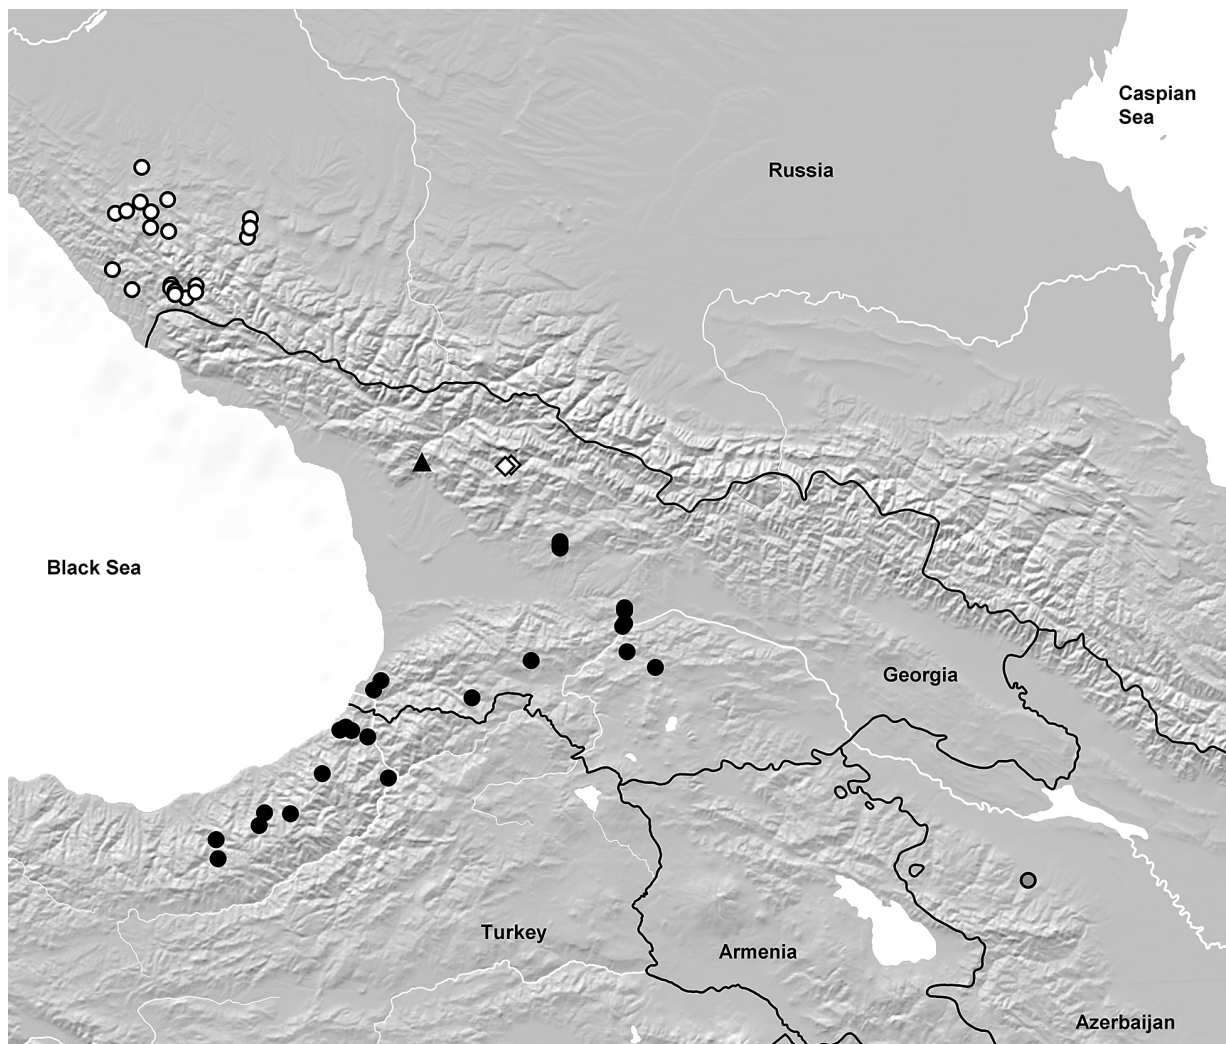 Caspian
Sea
Russia
Black Sea
Georgia
Turkey
Armenia
Azerbaijan